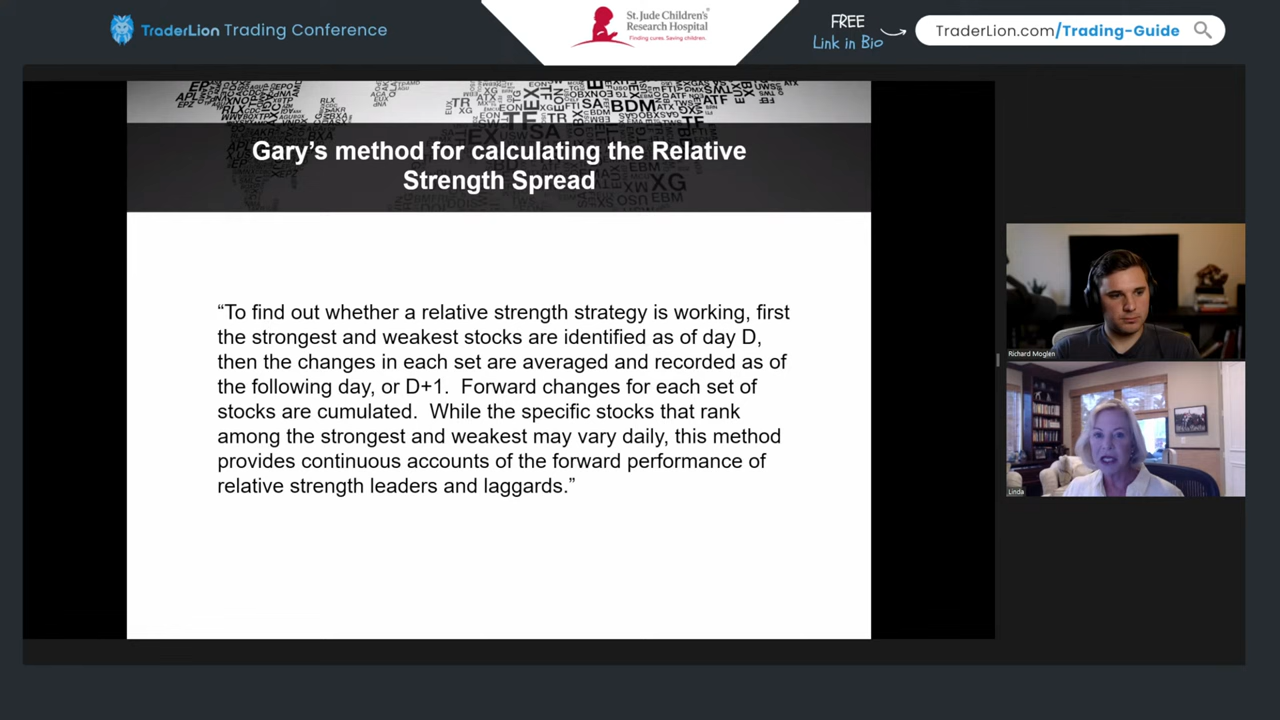 TraderLion Trading Conference
St. Jude Children's
Research Hospital
Finding cures. Saving children.
FREE
Link in Bio
TraderLion.com/Trading-Guide
Gary's method for calculating the Relative
Strength Spread
“To find out whether a relative strength strategy is working, first
the strongest and weakest stocks are identified as of day D,
then the changes in each set are averaged and recorded as of
the following day, or D+1.  Forward changes for each set of
stocks are cumulated.  While the specific stocks that rank
among the strongest and weakest may vary daily, this method
provides continuous accounts of the forward performance of
relative strength leaders and laggards.”
Richard Moglen
Linda